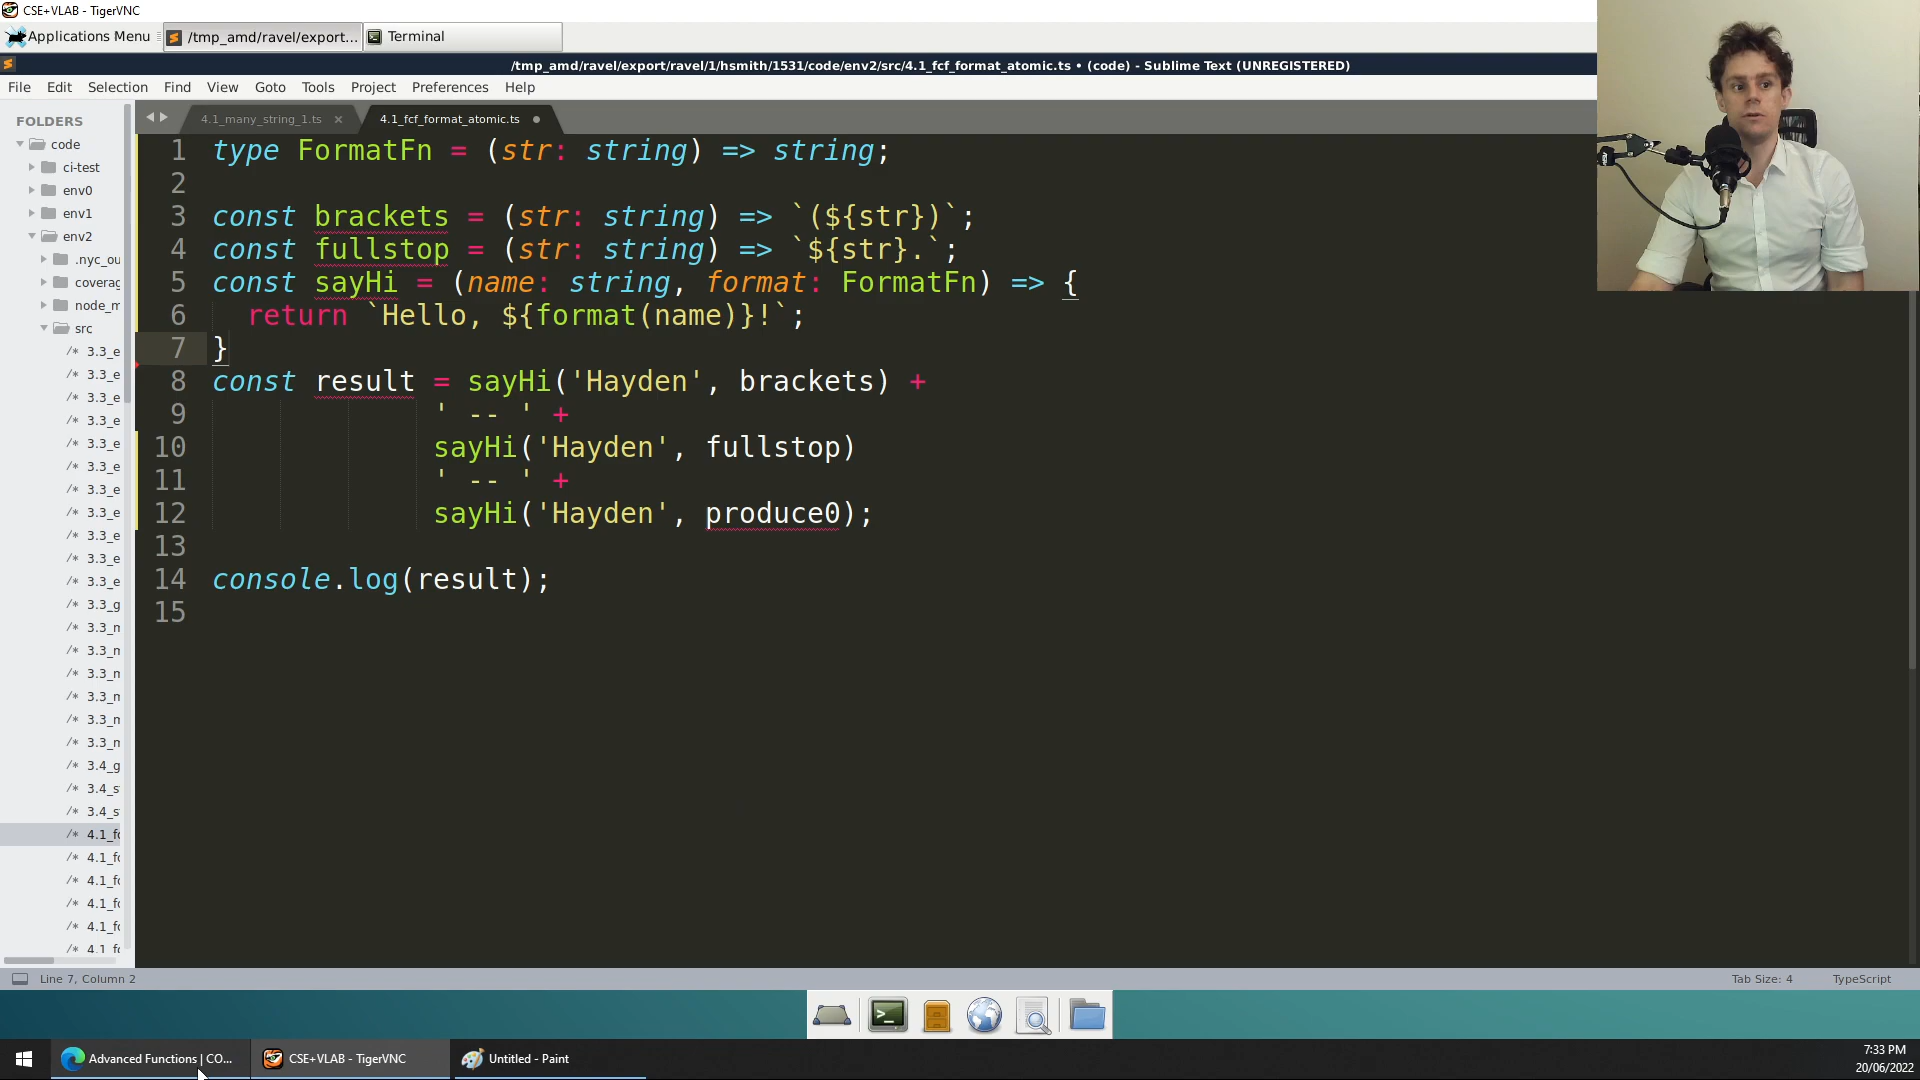 CSE+VLAB - TigerVNC
Applications Menu
/tmp_amd/ravel/export...
Terminal
/tmp_amd/ravel/export/ravel/1/hsmith/1531/code/env2/src/4.1_fcf_format_atomic.ts • (code) - Sublime Text (UNREGISTERED)
File Edit Selection Find View Goto Tools Project Preferences Help
FOLDERS
code
ci-test
env0
env1
env2
.nyc_ou
coverag
node_m
src
/* 3.3_e
/* 3.3_e
/* 3.3_e
/* 3.3_e
/* 3.3_e
/* 3.3_e
/* 3.3_e
/* 3.3_e
/* 3.3_e
/* 3.3_e
/* 3.3_e
/* 3.3_g
/* 3.3_m
/* 3.3_m
/* 3.3_m
/* 3.3_m
/* 3.3_m
/* 3.3_m
/* 3.4_g
/* 3.4_s
/* 3.4_s
/* 4.1_fc
/* 4.1_fc
/* 4.1_fc
/* 4.1_fc
/* 4.1_fc
/* 4.1_fc
4.1_many_string_1.ts
4.1_fcf_format_atomic.ts
1 type FormatFn = (str: string) => string;
2
3 const brackets = (str: string) => `(${str})`;
4 const fullstop = (str: string) => `${str}.`;
5 const sayHi = (name: string, format: FormatFn) => {
6 return `Hello, ${format(name)}!`;
7 }
8 const result = sayHi('Hayden', brackets) +
9 ' -- ' +
10 sayHi('Hayden', fullstop)
11 ' -- ' +
12 sayHi('Hayden', produce0);
13
14 console.log(result);
15
Line 7, Column 2
Tab Size: 4
TypeScript
Advanced Functions | CO...
CSE+VLAB - TigerVNC
Untitled - Paint
7:33 PM
20/06/2022